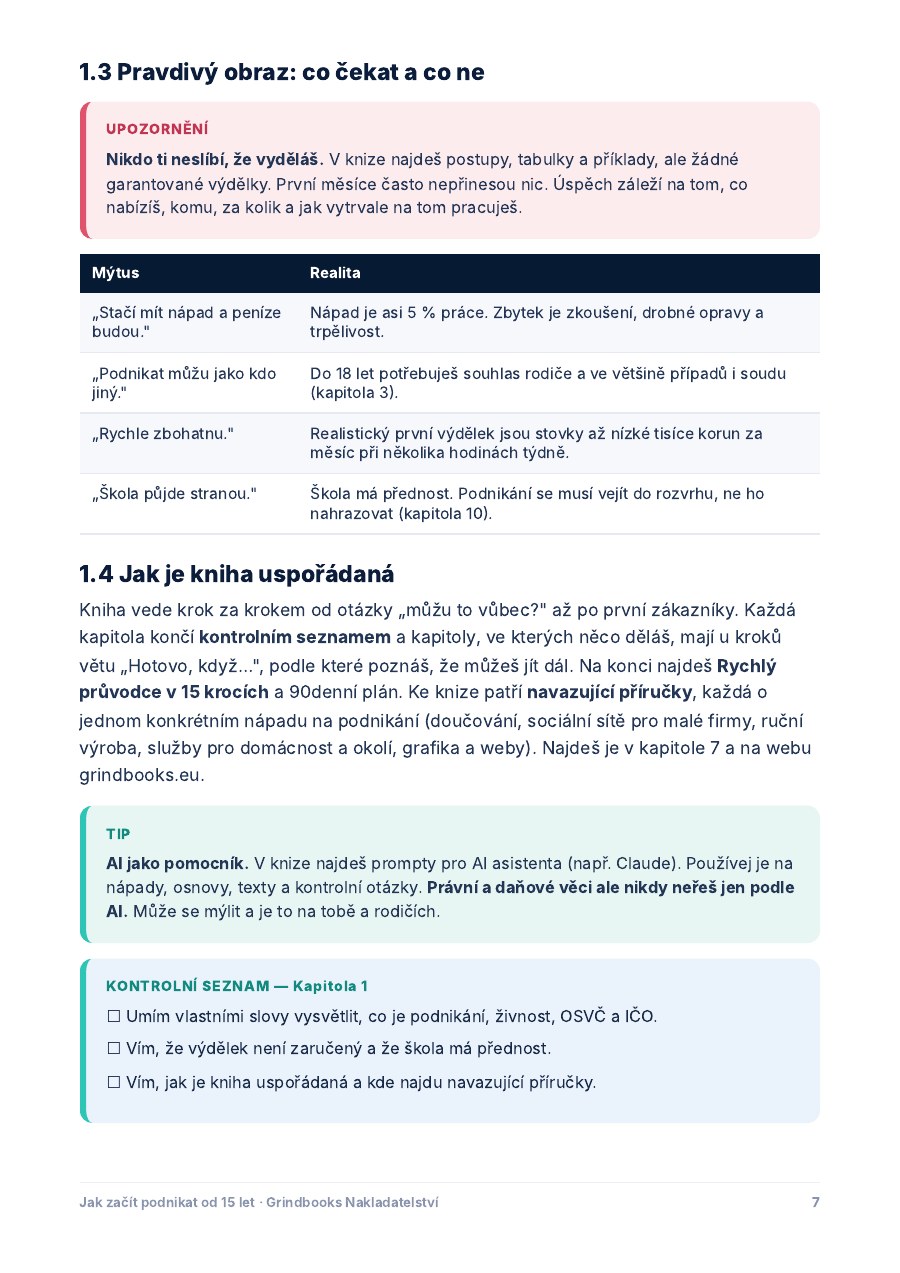 1.3 Pravdivý obraz: co čekat a co ne
UPOZORNĚNÍ
Nikdo ti neslíbí, že vyděláš. V knize najdeš postupy, tabulky a příklady, ale žádné
garantované výdělky. První měsíce často nepřinesou nic. Úspěch záleží na tom, co
nabízíš, komu, za kolik a jak vytrvale na tom pracuješ.
Mýtus Realita
„Stačí mít nápad a peníze Nápad je asi 5 % práce. Zbytek je zkoušení, drobné opravy a
budou." trpělivost.
„Podnikat můžu jako kdo Do 18 let potřebuješ souhlas rodiče a ve většině případů i soudu
jiný." (kapitola 3).
„Rychle zbohatnu." Realistický první výdělek jsou stovky až nízké tisíce korun za
měsíc při několika hodinách týdně.
„Škola půjde stranou." Škola má přednost. Podnikání se musí vejít do rozvrhu, ne ho
nahrazovat (kapitola 10).
1.4 Jak je kniha uspořádaná
Kniha vede krok za krokem od otázky „můžu to vůbec?" až po první zákazníky. Každá
kapitola končí kontrolním seznamem a kapitoly, ve kterých něco děláš, mají u kroků
větu „Hotovo, když...", podle které poznáš, že můžeš jít dál. Na konci najdeš Rychlý
průvodce v 15 krocích a 90denní plán. Ke knize patří navazující příručky, každá o
jednom konkrétním nápadu na podnikání (doučování, sociální sítě pro malé firmy, ruční
výroba, služby pro domácnost a okolí, grafika a weby). Najdeš je v kapitole 7 a na webu
grindbooks.eu.
TIP
AI jako pomocník. V knize najdeš prompty pro AI asistenta (např. Claude). Používej je na
nápady, osnovy, texty a kontrolní otázky. Právní a daňové věci ale nikdy neřeš jen podle
AI. Může se mýlit a je to na tobě a rodičích.
KONTROLNÍ SEZNAM — Kapitola 1
☐ Umím vlastními slovy vysvětlit, co je podnikání, živnost, OSVČ a IČO.
☐ Vím, že výdělek není zaručený a že škola má přednost.
☐ Vím, jak je kniha uspořádaná a kde najdu navazující příručky.
Jak začít podnikat od 15 let · Grindbooks Nakladatelství 7